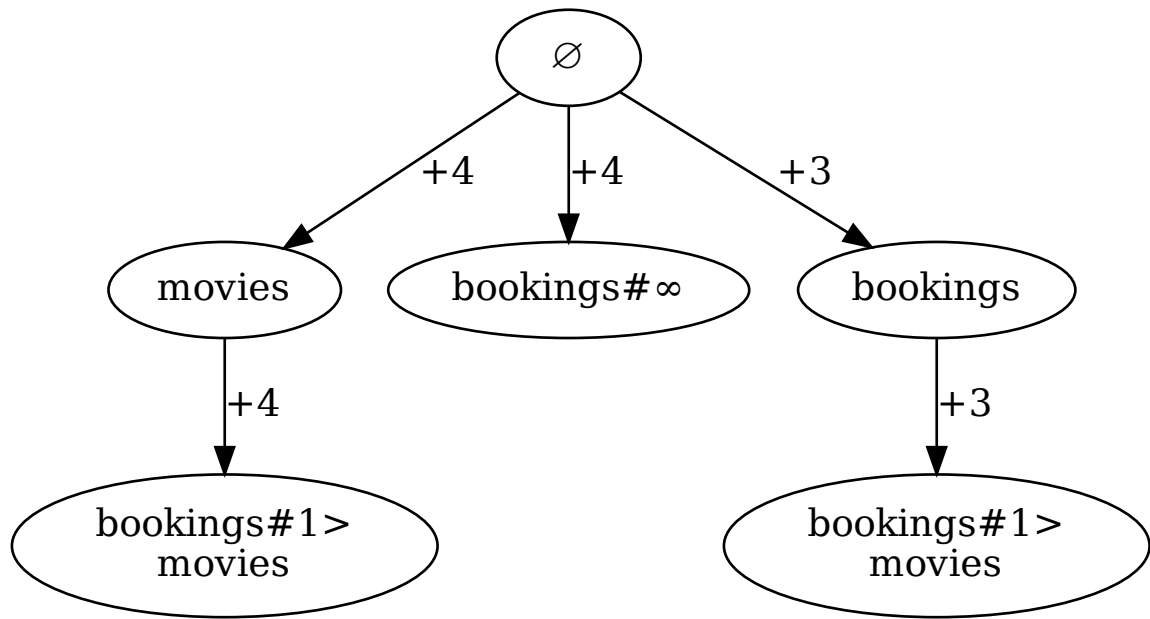 ∅
+4
+4
+3
movies
bookings#∞
bookings
+4
+3
bookings#1>
movies
bookings#1>
movies